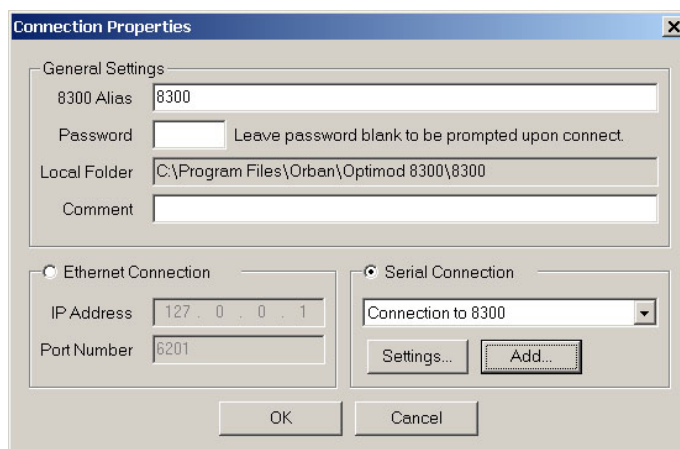 Connection Properties
General Settings
8300 Alias 8300
Password Leave password blank to be prompted upon connect.
Local Folder C:\Program Files\Orban\Optimod 8300\8300
Comment
Ethernet Connection
IP Address 127 . 0 . 0 . 1
Port Number 6201
Serial Connection
Connection to 8300
Settings... Add...
OK Cancel